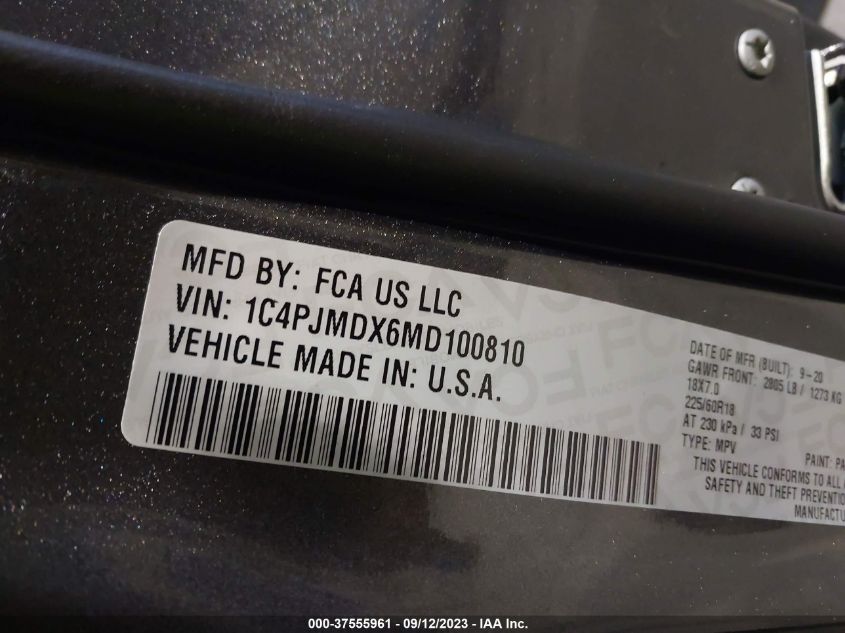 MFD BY: FCA US LLC
VIN: 1C4PJMDX6MD100810
VEHICLE MADE IN: U.S.A.
DATE OF MFR (BUILT): 9-20
GAWR FRONT: 2805 LB / 1273 KG
18X7.0
225/60R18
AT 230 kPa / 33 PSI
TYPE: MPV
PAINT: PA
THIS VEHICLE CONFORMS TO ALL
SAFETY AND THEFT PREVENTIO
MANUFACTU
000-37555961 - 09/12/2023 - IAA Inc.